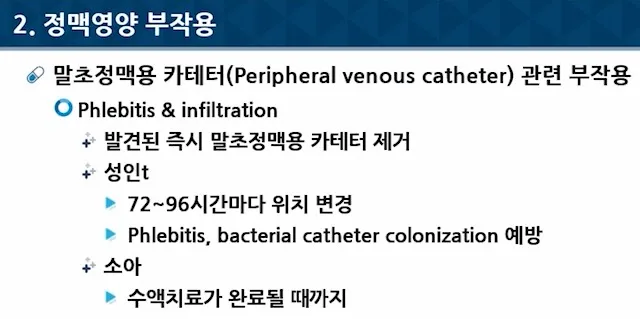 2. 정맥영양 부작용
말초정맥용 카테터(Peripheral venous catheter) 관련 부작용
Phlebitis & infiltration
발견된 즉시 말초정맥용 카테터 제거
성인t
72~96시간마다 위치 변경
Phlebitis, bacterial catheter colonization 예방
소아
수액치료가 완료될 때까지